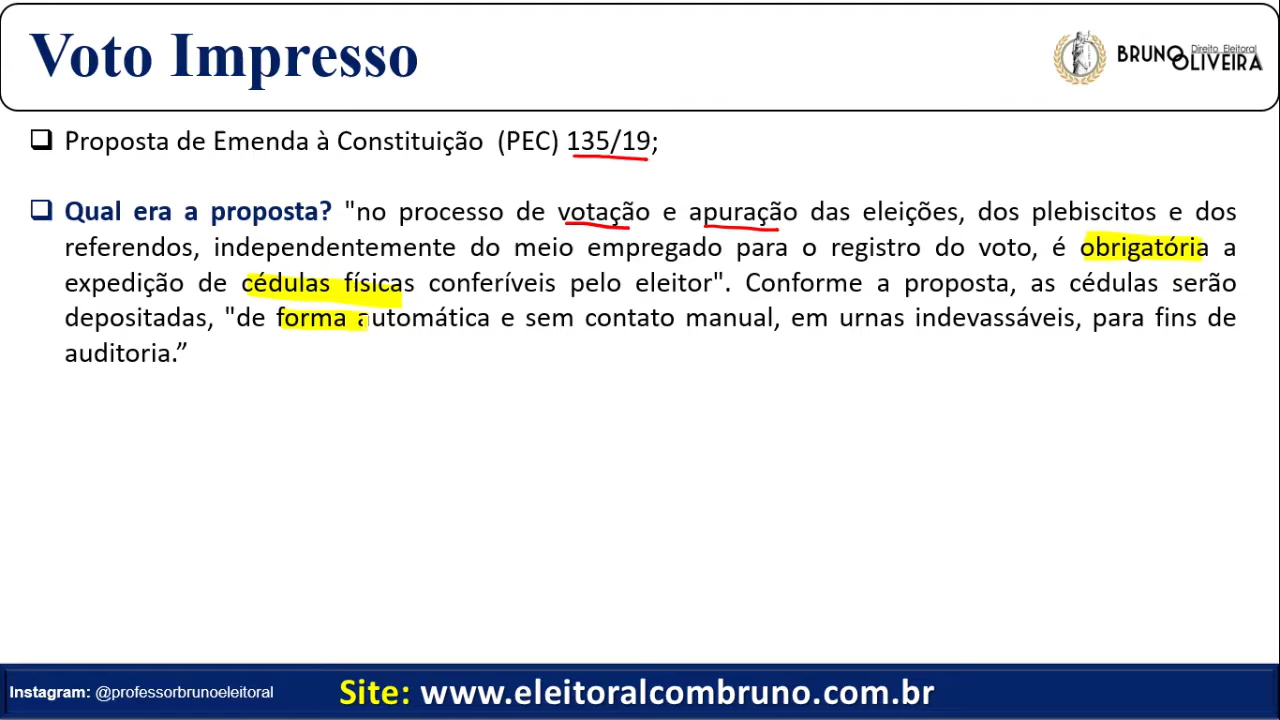 Voto Impresso
BRUNO Direito Eleitoral
OLIVEIRA
Proposta de Emenda à Constituição (PEC) 135/19;
Qual era a proposta? "no processo de votação e apuração das eleições, dos plebiscitos e dos
referendos, independentemente do meio empregado para o registro do voto, é obrigatória a
expedição de cédulas físicas conferíveis pelo eleitor". Conforme a proposta, as cédulas serão
depositadas, "de forma automática e sem contato manual, em urnas indevassáveis, para fins de
auditoria.”
Instagram: @professorbrunoeleitoral
Site: www.eleitoralcombruno.com.br